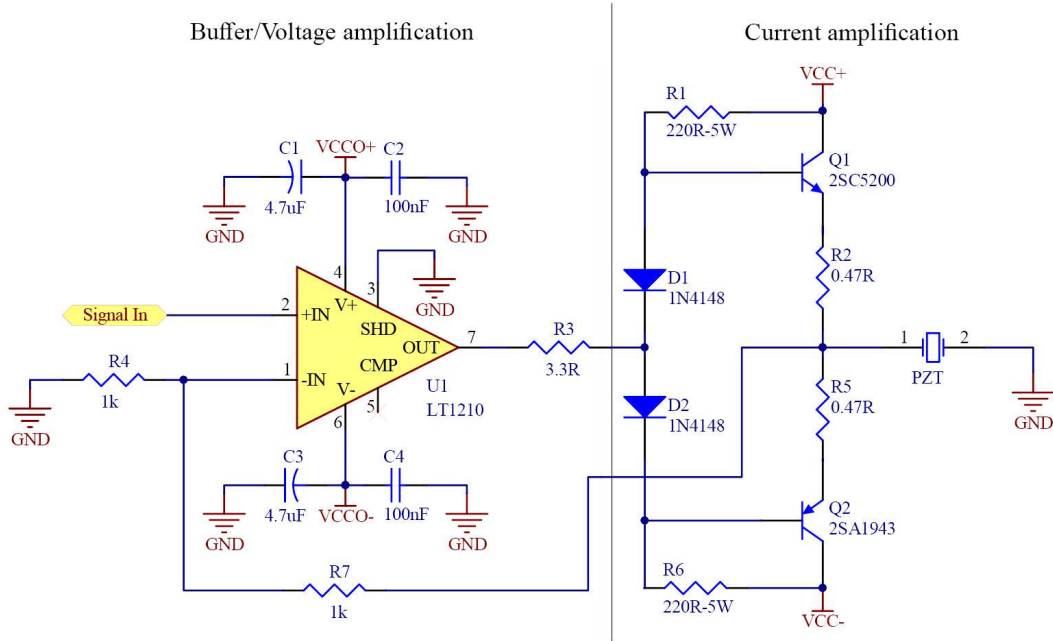 Buffer/Voltage amplification
Current amplification
VCC+
R1
220R-5W
Q1
2SC5200
C1
VCCO+
C2
4.7uF
100nF
GND
GND
R2
0.47R
4
3
GND
D1
1N4148
Signal In
2
+IN
V+
SHD
OUT
7
R3
3.3R
1
2
PZT
GND
R4
1k
GND
1
-IN
CMP
V-
5
6
U1
LT1210
R5
0.47R
D2
1N4148
C3
C4
4.7uF
VCCO-
100nF
GND
GND
Q2
2SA1943
R7
1k
R6
220R-5W
VCC-